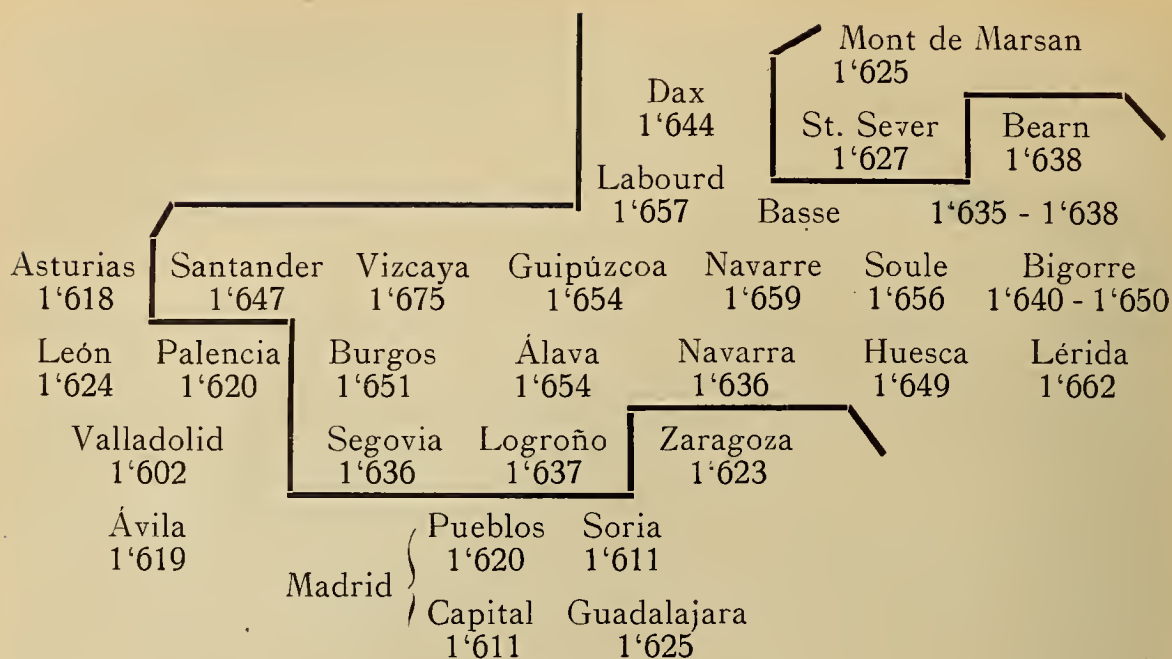 Mont de Marsan
1‘625
Dax
1‘644
St. Sever
1‘627
Bearn
1‘638
Labourd
1‘657
Basse 1‘635 - 1‘638
Asturias Santander Vizcaya Guipúzcoa Navarre Soule Bigorre
1‘618 1‘647 1‘675 1‘654 1‘659 1‘656 1‘640 - 1‘650
León Palencia Burgos Álava Navarra Huesca Lérida
1‘624 1‘620 1‘651 1‘654 1‘636 1‘649 1‘662
Valladolid Segovia Logroño Zaragoza
1‘602 1‘636 1‘637 1‘623
Ávila Pueblos Soria
1‘619 1‘620 1‘611
Madrid
Capital Guadalajara
1‘611 1‘625